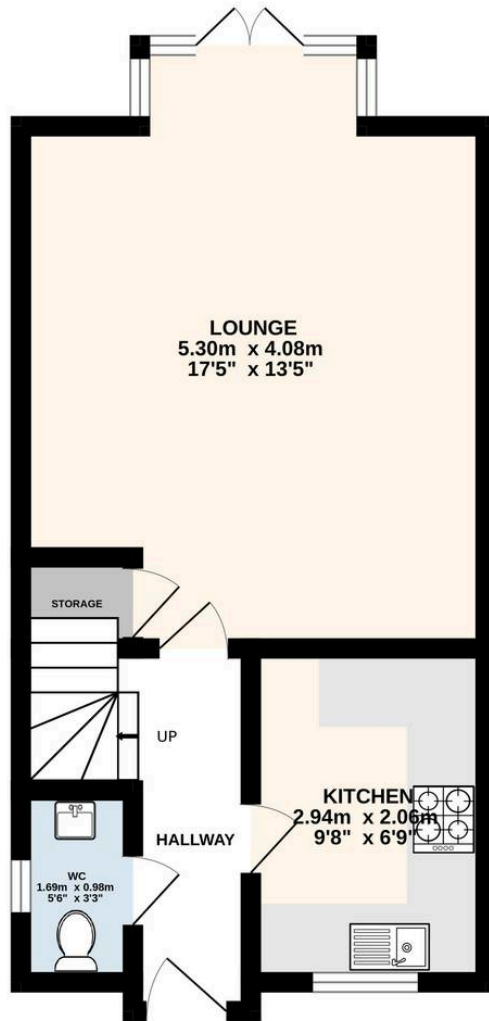 LOUNGE
5.30m x 4.08m
17'5" x 13'5"
STORAGE
UP
KITCHEN
2.94m x 2.06m
9'8" x 6'9"
HALLWAY
WC
1.69m x 0.98m
5'6" x 3'3"